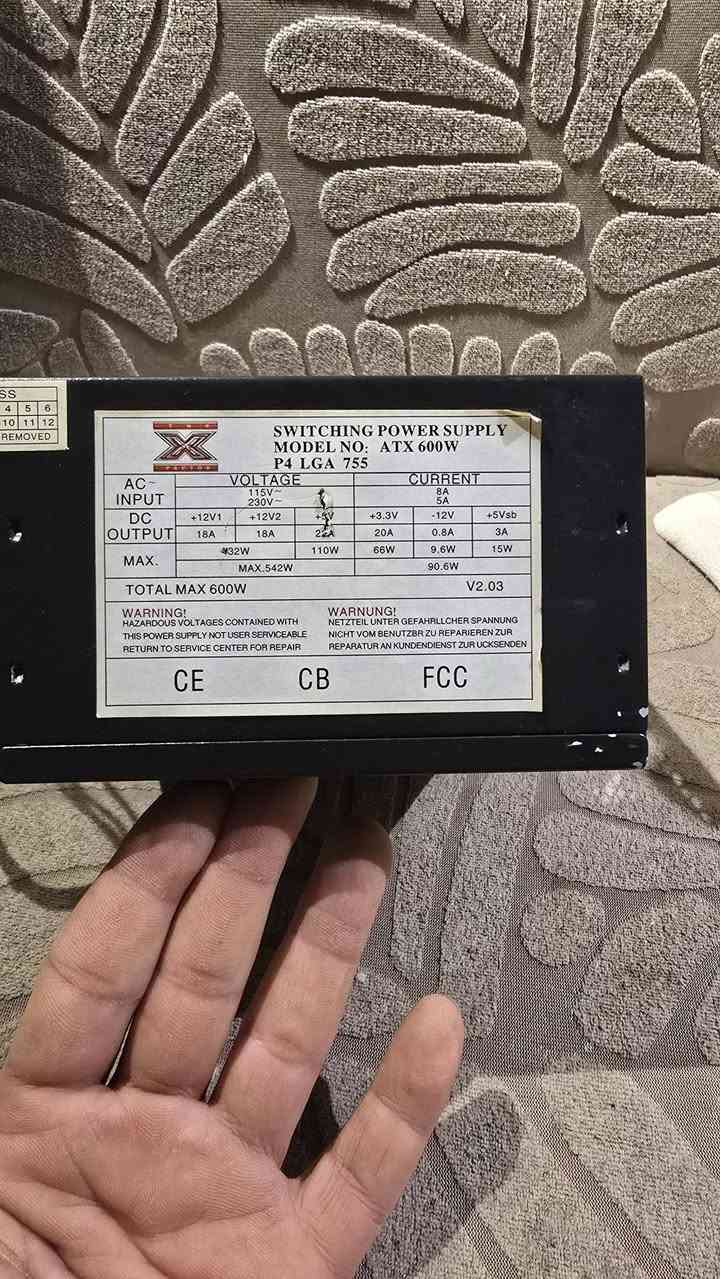 SS
4 5 6
10 11 12
REMOVED
THE
X
FACTOR
SWITCHING POWER SUPPLY
MODEL NO: ATX 600W
P4 LGA 755
AC~ INPUT
VOLTAGE CURRENT
115V~ 8A
230V~ 5A
DC OUTPUT
+12V1 +12V2 +5V +3.3V -12V +5Vsb
18A 18A 22A 20A 0.8A 3A
MAX.
432W 110W 66W 9.6W 15W
MAX.542W 90.6W
TOTAL MAX 600W V2.03
WARNING! WARNUNG!
HAZARDOUS VOLTAGES CONTAINED WITH NETZTEIL UNTER GEFAHRLLCHER SPANNUNG
THIS POWER SUPPLY NOT USER SERVICEABLE NICHT VOM BENUTZBR ZU REPARIEREN ZUR
RETURN TO SERVICE CENTER FOR REPAIR REPARATUR AN KUNDENDIENST ZUR UCKSENDEN
CE CB FCC